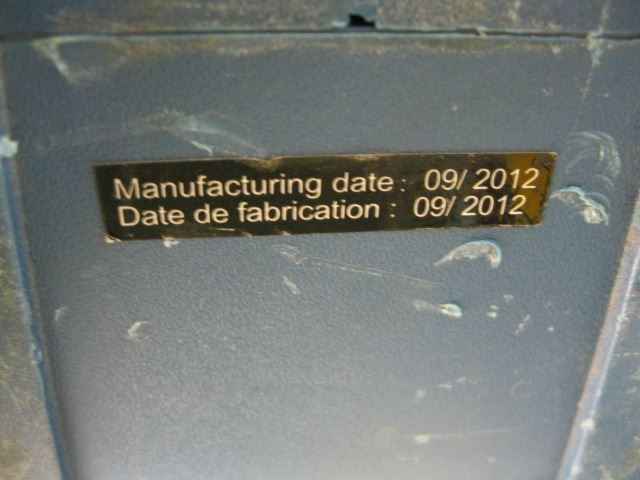 Manufacturing date : 09/ 2012
Date de fabrication : 09/ 2012